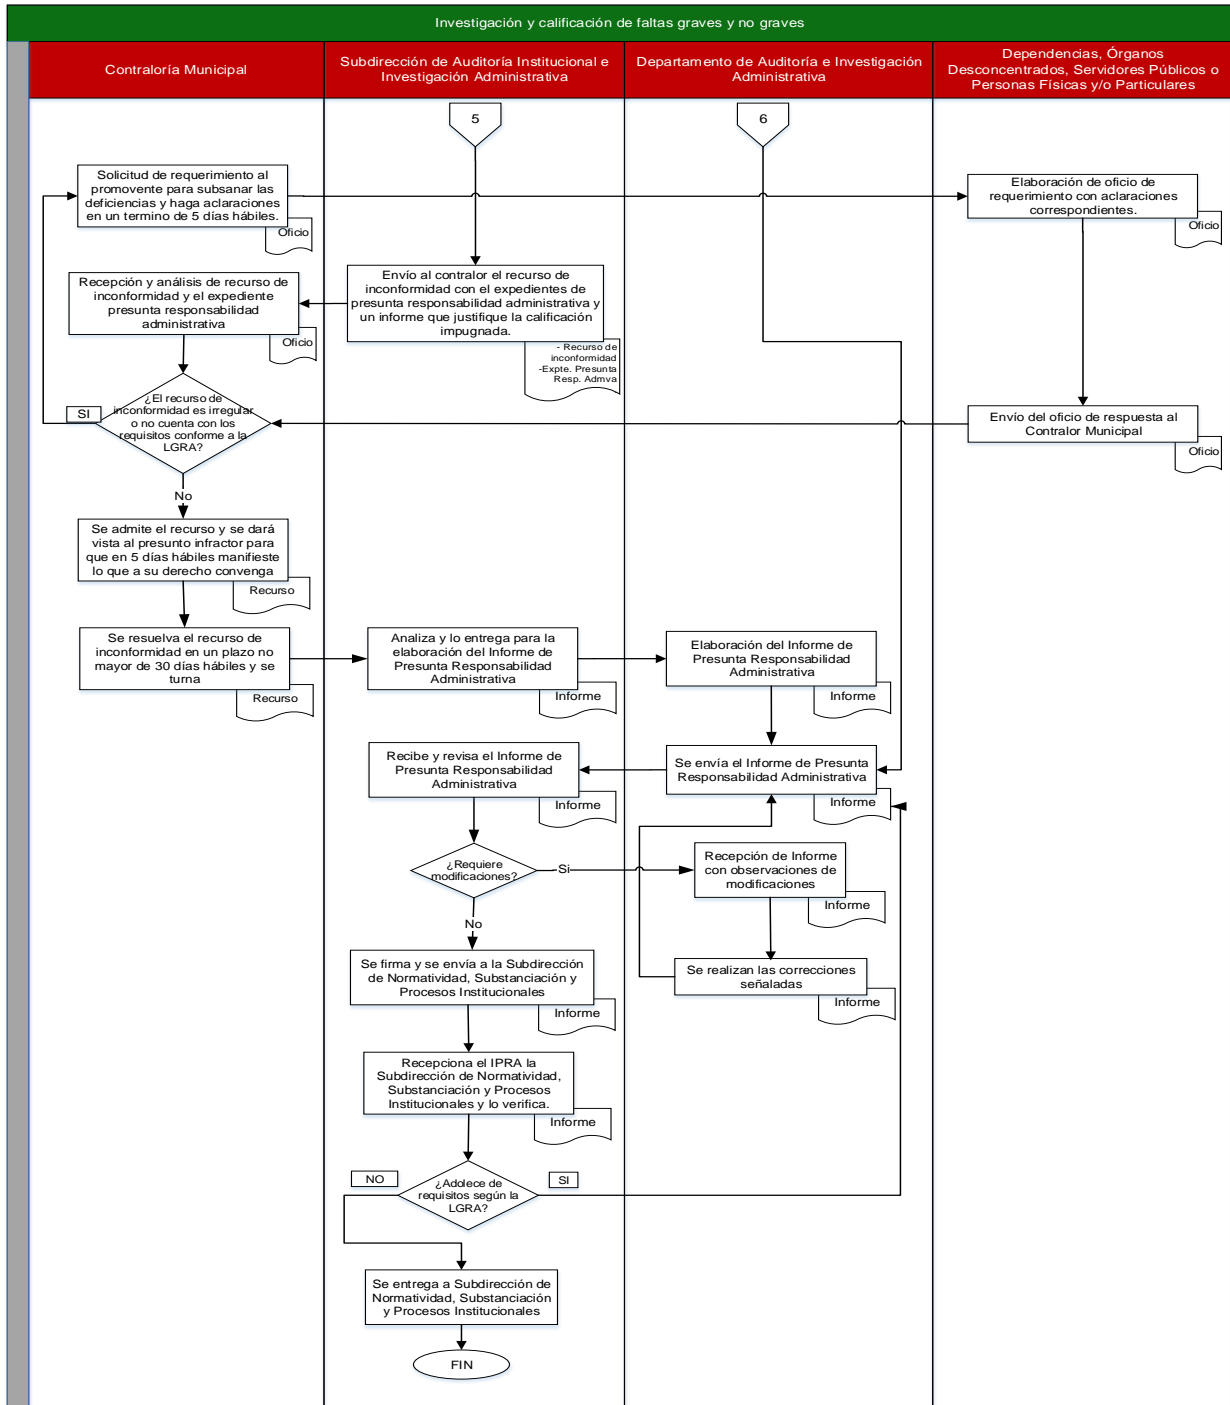 Investigación y calificación de faltas graves y no graves
Contraloría Municipal
Subdirección de Auditoría Institucional e
Investigación Administrativa
Departamento de Auditoría e Investigación
Administrativa
Dependencias, Órganos
Desconcentrados, Servidores Públicos o
Personas Físicas y/o Particulares
5
6
Solicitud de requerimiento al
promovente para subsanar las
deficiencias y haga aclaraciones
en un termino de 5 días hábiles.
Oficio
Elaboración de oficio de
requerimiento con aclaraciones
correspondientes.
Oficio
Recepción y análisis de recurso de
inconformidad y el expediente
presunta responsabilidad
administrativa
Oficio
Envío al contralor el recurso de
inconformidad con el expedientes de
presunta responsabilidad administrativa y
un informe que justifique la calificación
impugnada.
- Recurso de
inconformidad
-Expte. Presunta
Resp. Admva
¿El recurso de
inconformidad es irregular
o no cuenta con los
requisitos conforme a la
LGRA?
SI
No
Envío del oficio de respuesta al
Contralor Municipal
Oficio
Se admite el recurso y se dará
vista al presunto infractor para
que en 5 días hábiles manifieste
lo que a su derecho convenga
Recurso
Se resuelva el recurso de
inconformidad en un plazo no
mayor de 30 días hábiles y se
turna
Recurso
Analiza y lo entrega para la
elaboración del Informe de
Presunta Responsabilidad
Administrativa
Informe
Elaboración del Informe de
Presunta Responsabilidad
Administrativa
Informe
Recibe y revisa el Informe de
Presunta Responsabilidad
Administrativa
Informe
Se envía el Informe de Presunta
Responsabilidad Administrativa
Informe
¿Requiere
modificaciones?
Si
No
Recepción de Informe
con observaciones de
modificaciones
Informe
Se firma y se envía a la Subdirección
de Normatividad, Substanciación y
Procesos Institucionales
Informe
Se realizan las correcciones
señaladas
Informe
Recepciona el IPRA la
Subdirección de Normatividad,
Substanciación y Procesos
Institucionales y lo verifica.
Informe
NO
¿Adolece de
requisitos según la
LGRA?
SI
Se entrega a Subdirección de
Normatividad, Substanciación
y Procesos Institucionales
FIN